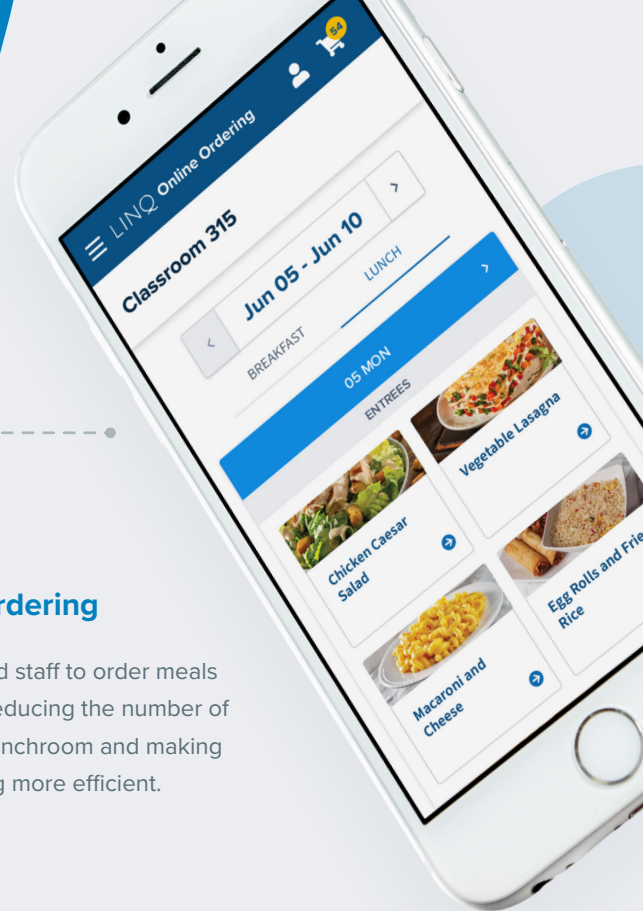 54
LINQ Online Ordering
Classroom 315
Jun 05 - Jun 10
BREAKFAST
LUNCH
05 MON
ENTREES
Chicken Caesar
Salad
Vegetable Lasagna
Macaroni and
Cheese
Egg Rolls and Frie
Rice
rdering
d staff to order meals
educing the number of
nchroom and making
g more efficient.